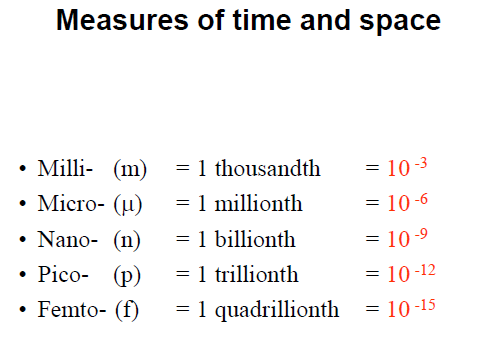 Measures of time and space
• Milli- (m) = 1 thousandth = 10 -3
• Micro- (μ) = 1 millionth = 10 -6
• Nano- (n) = 1 billionth = 10 -9
• Pico- (p) = 1 trillionth = 10 -12
• Femto- (f) = 1 quadrillionth = 10 -15